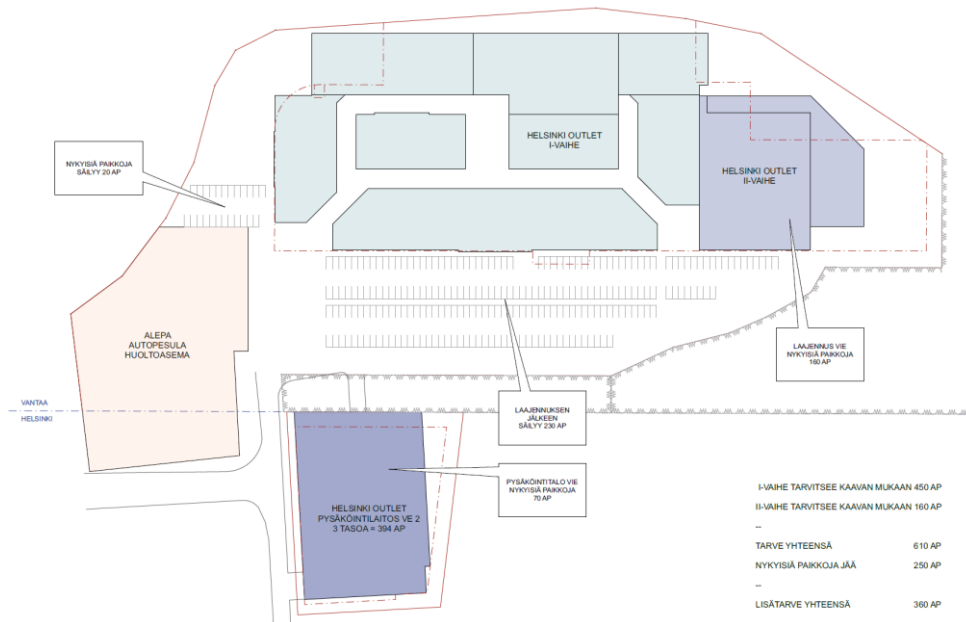 HELSINKI OUTLET
I-VAIHE
NYKYISIÄ PAIKKOJA
SÄILYY 20 AP
HELSINKI OUTLET
II-VAIHE
ALEPA
AUTOPESULA
HUOLTOASEMA
LAAJENNUS VIE
NYKYISIÄ PAIKKOJA
160 AP
VANTAA
HELSINKI
LAAJENNUKSEN
JÄLKEEN
SÄILYY 230 AP
PYSÄKÖINTITALO VIE
NYKYISIÄ PAIKKOJA
70 AP
HELSINKI OUTLET
PYSÄKÖINTILAITOS VE 2
3 TASOA = 394 AP
I-VAIHE TARVITSEE KAAVAN MUKAAN 450 AP
II-VAIHE TARVITSEE KAAVAN MUKAAN 160 AP
--
TARVE YHTEENSÄ 610 AP
NYKYISIÄ PAIKKOJA JÄÄ 250 AP
--
LISÄTARVE YHTEENSÄ 360 AP